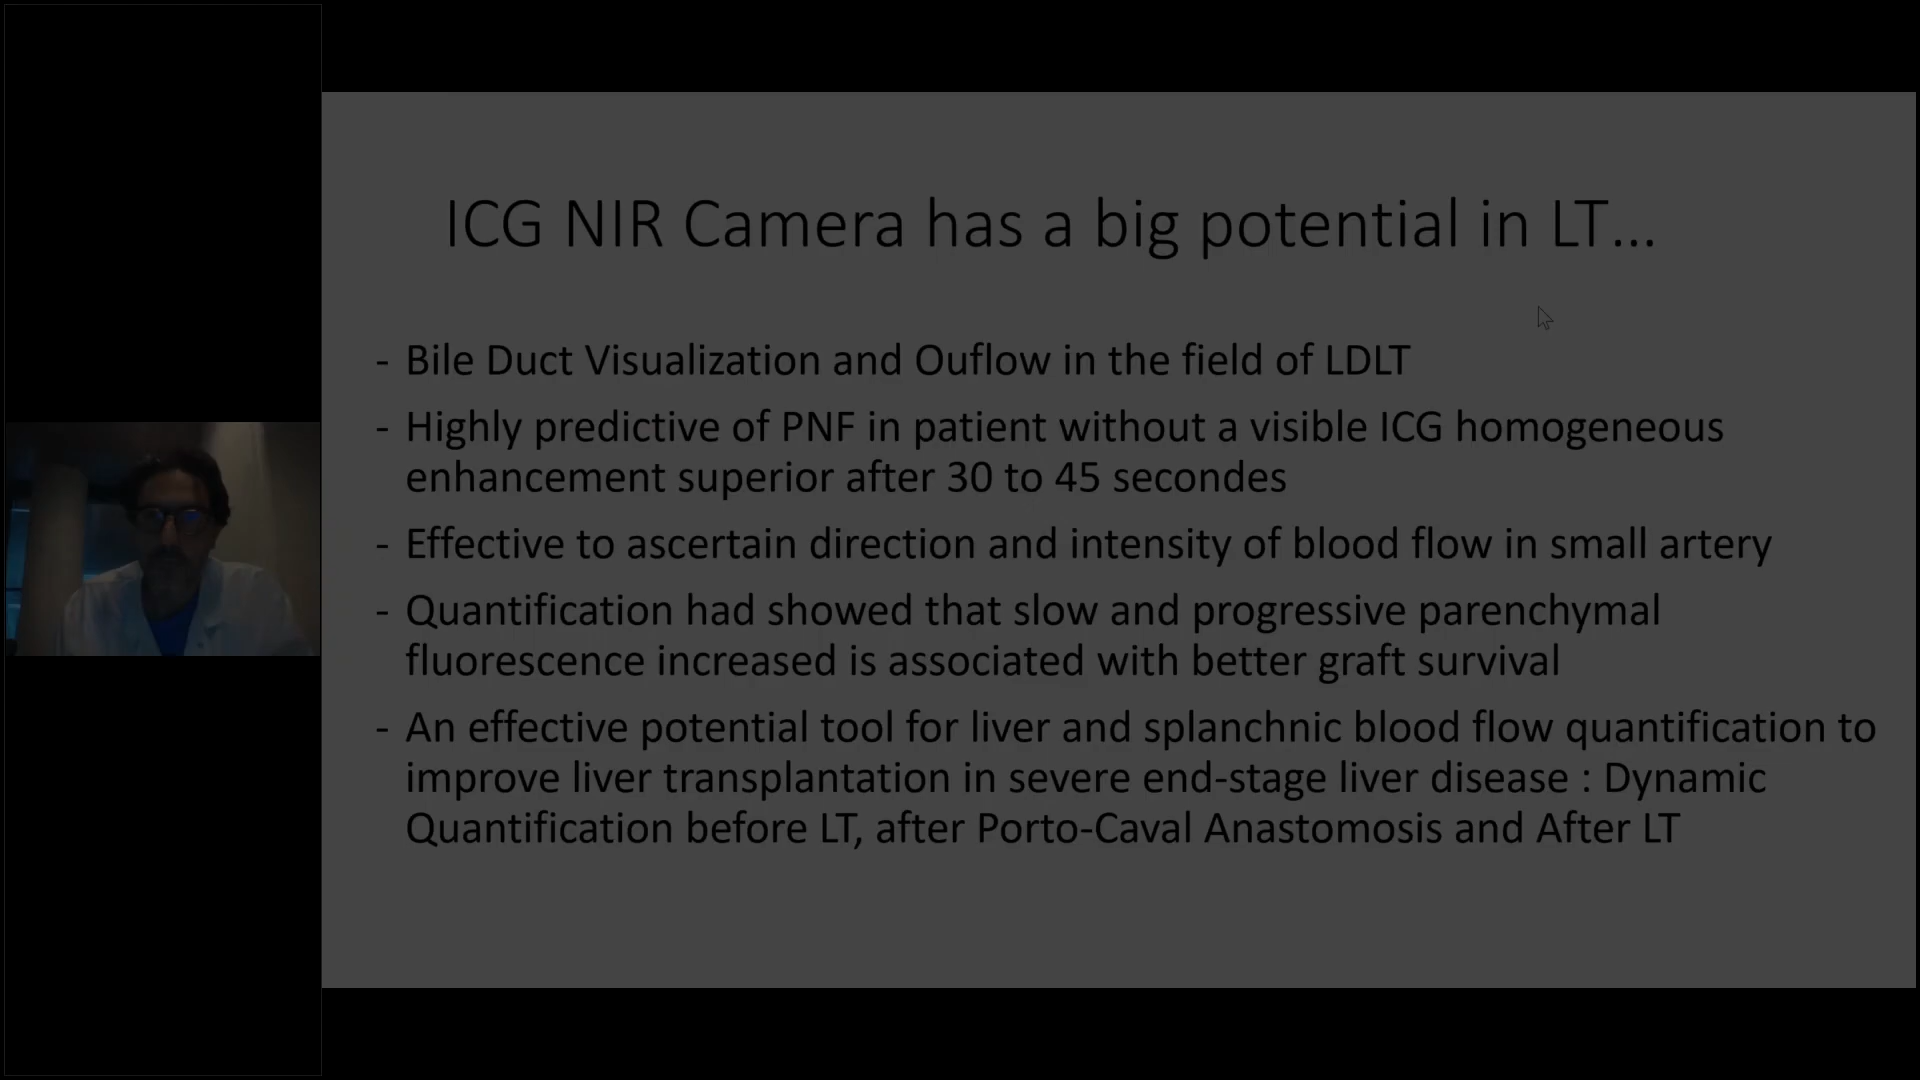 ICG NIR Camera has a big potential in LT...
- Bile Duct Visualization and Ouflow in the field of LDLT
- Highly predictive of PNF in patient without a visible ICG homogeneous
enhancement superior after 30 to 45 secondes
- Effective to ascertain direction and intensity of blood flow in small artery
- Quantification had showed that slow and progressive parenchymal
fluorescence increased is associated with better graft survival
- An effective potential tool for liver and splanchnic blood flow quantification to
improve liver transplantation in severe end-stage liver disease : Dynamic
Quantification before LT, after Porto-Caval Anastomosis and After LT